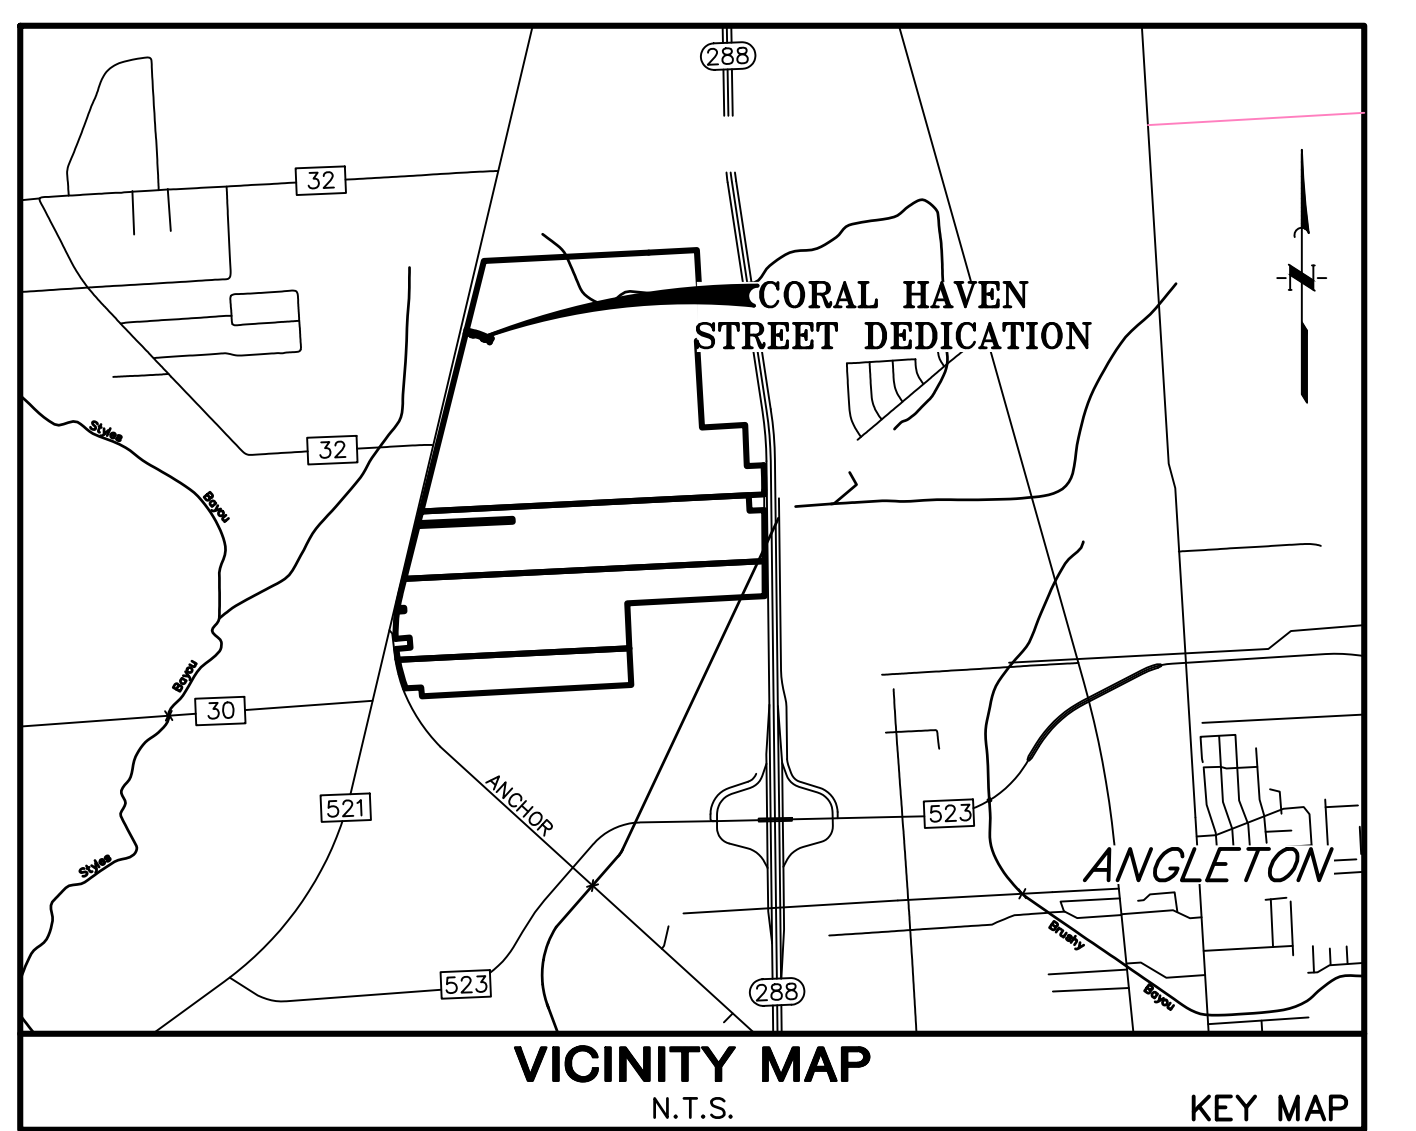 288
32
CORAL HAVEN
STREET DEDICATION
N
32
Styles
Bayou
Bayou
30
521
ANCHOR
523
ANGLETON
Styles
Brushy
523
288
Bayou
VICINITY MAP
N.T.S.
KEY MAP